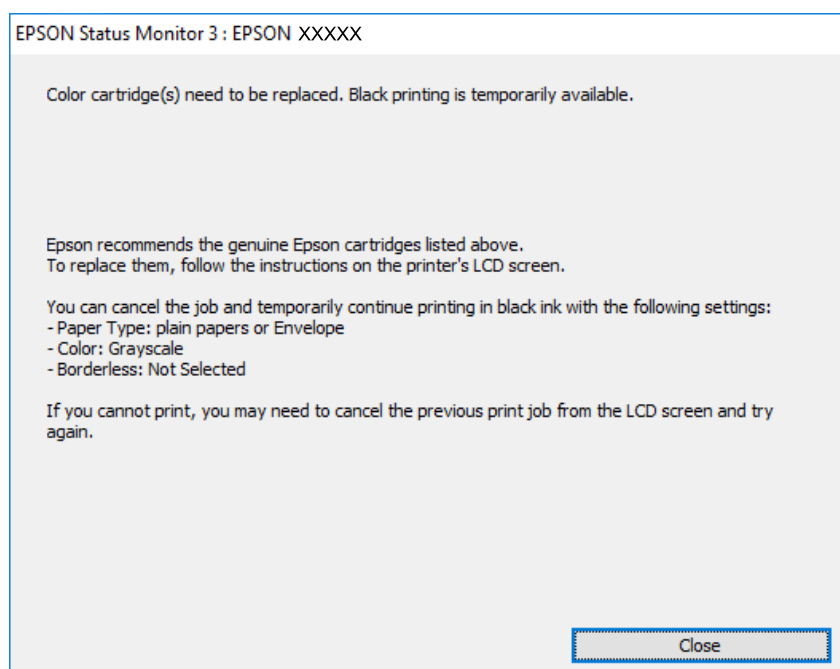 EPSON Status Monitor 3 : EPSON XXXXX
Color cartridge(s) need to be replaced. Black printing is temporarily available.
Epson recommends the genuine Epson cartridges listed above.
To replace them, follow the instructions on the printer's LCD screen.
You can cancel the job and temporarily continue printing in black ink with the following settings:
- Paper Type: plain papers or Envelope
- Color: Grayscale
- Borderless: Not Selected
If you cannot print, you may need to cancel the previous print job from the LCD screen and try
again.
Close